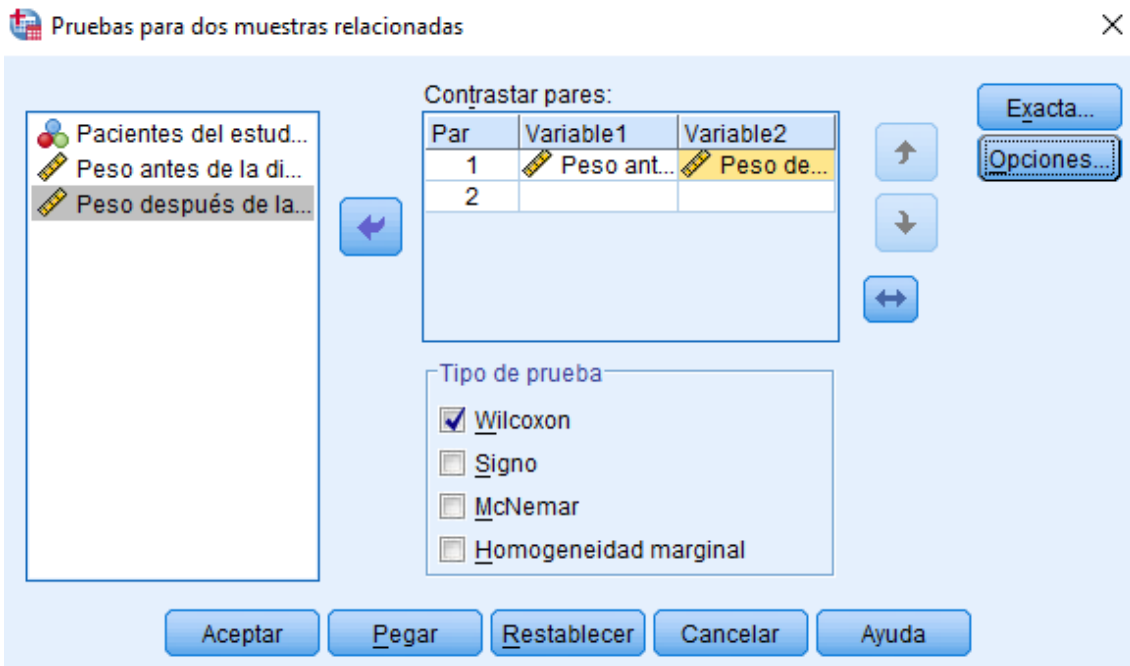 Pruebas para dos muestras relacionadas
Pacientes del estud...
Peso antes de la di...
Peso después de la...
Contrastar pares:
Par Variable1 Variable2
1 Peso ant... Peso de...
2
Exacta...
Opciones...
Tipo de prueba
Wilcoxon
Signo
McNemar
Homogeneidad marginal
Aceptar Pegar Restablecer Cancelar Ayuda